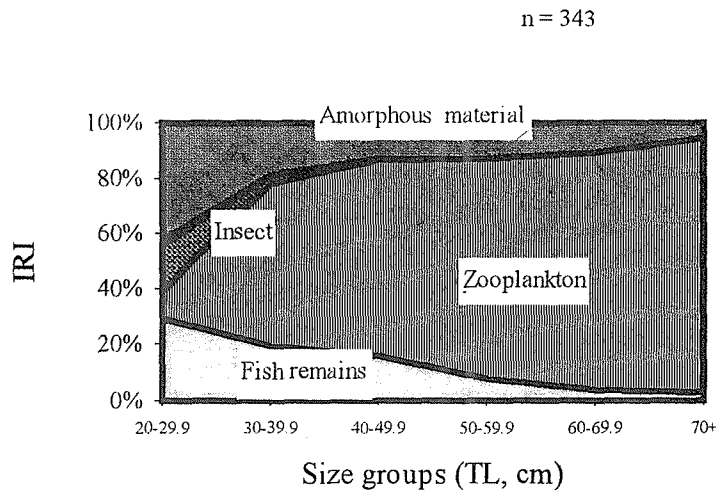 n = 343
100%
80%
60%
40%
20%
0%
IRI
Amorphous material
Insect
Zooplankton
Fish remains
20-29.9 30-39.9 40-49.9 50-59.9 60-69.9 70+
Size groups (TL, cm)